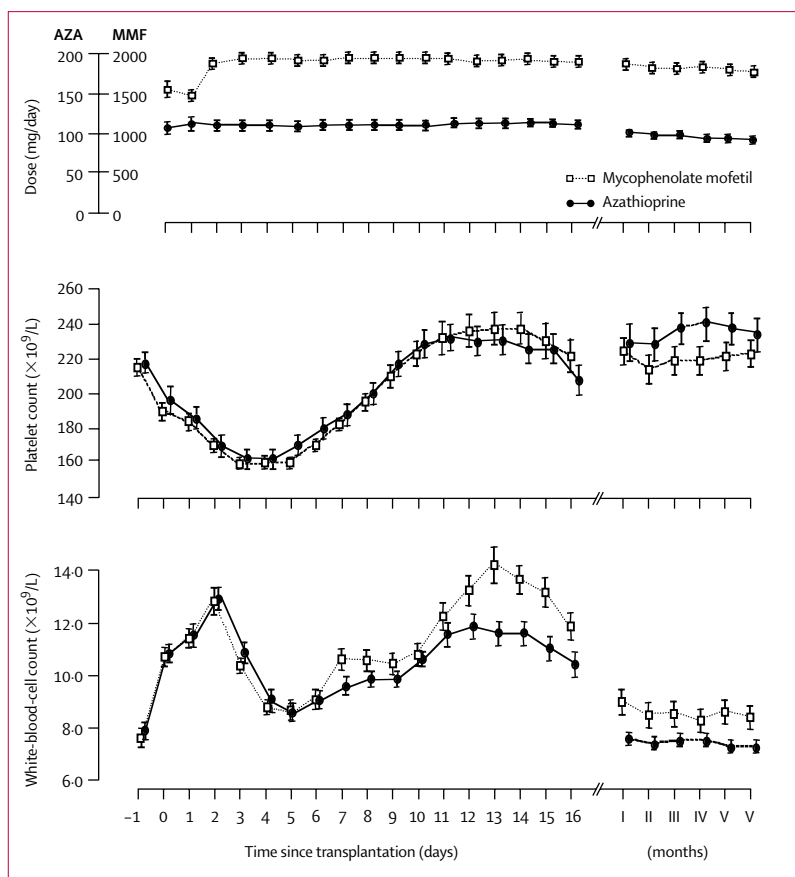 AZA MMF
200 2000
150 1500
100 1000
50 500
0 0
Dose (mg/day)
Mycophenolate mofetil
Azathioprine
260
240
220
200
180
160
140
Platelet count (×10⁹/L)
14·0
12·0
10·0
8·0
6·0
White-blood-cell count (×10⁹/L)
–1 0 1 2 3 4 5 6 7 8 9 10 11 12 13 14 15 16 I II III IV V V
Time since transplantation (days) (months)